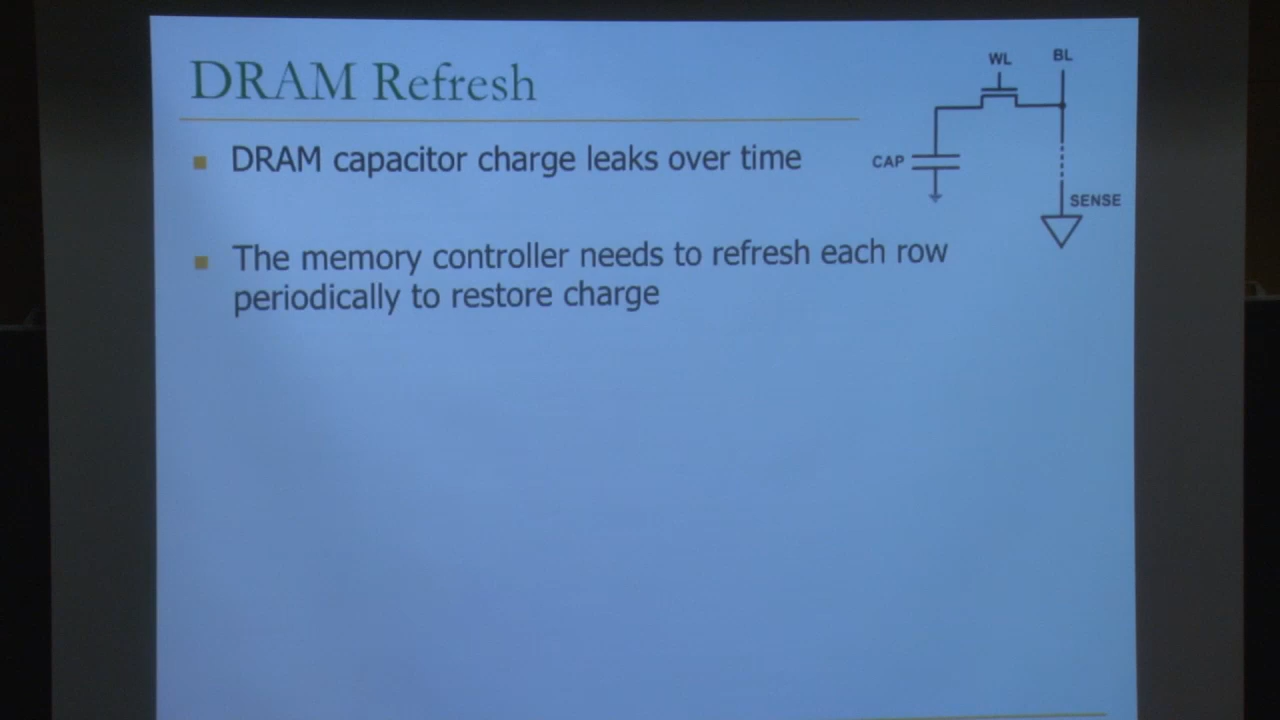 DRAM Refresh
WL
BL
DRAM capacitor charge leaks over time
CAP
SENSE
The memory controller needs to refresh each row
periodically to restore charge